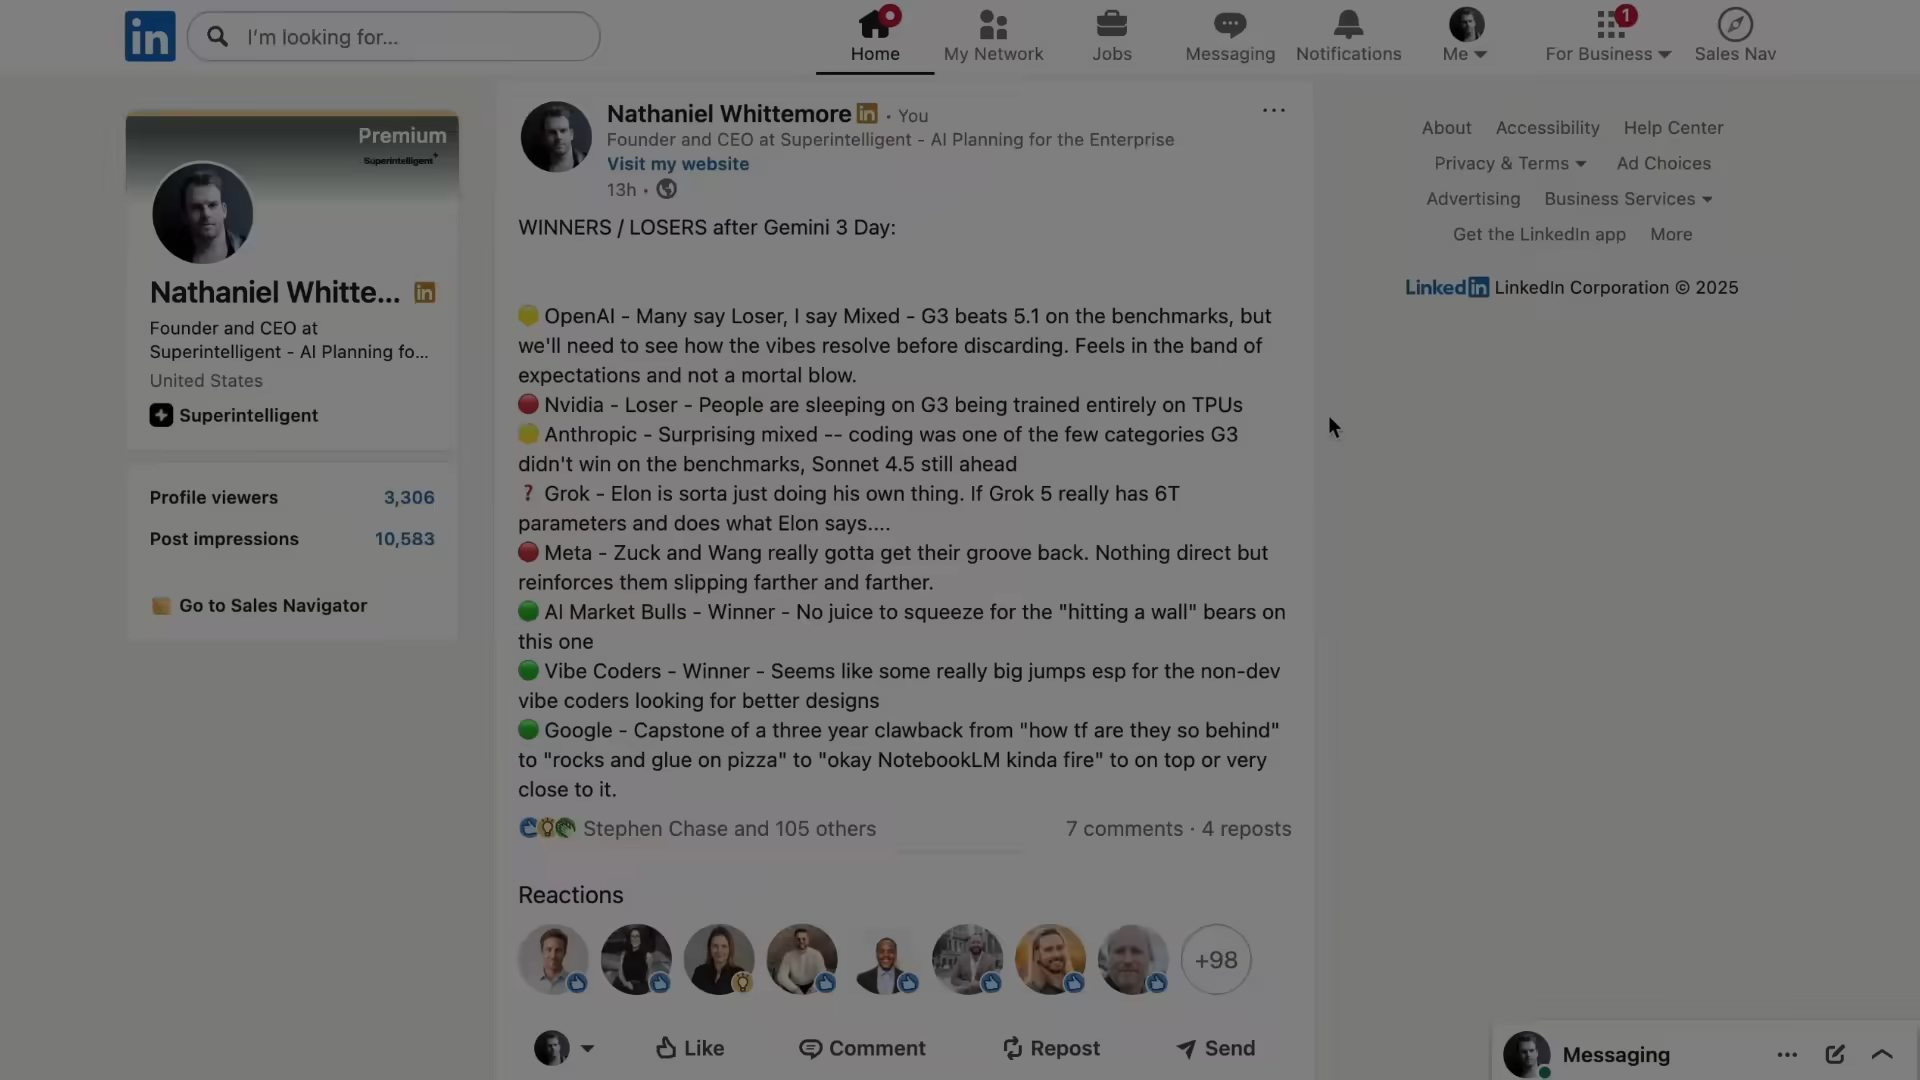 in
I'm looking for...
Home
My Network
Jobs
Messaging
Notifications
Me
1
For Business
Sales Nav
Premium
Superintelligent
Nathaniel Whitte... in
Founder and CEO at
Superintelligent - AI Planning fo...
United States
Superintelligent
Profile viewers 3,306
Post impressions 10,583
Go to Sales Navigator
Nathaniel Whittemore in · You
Founder and CEO at Superintelligent - AI Planning for the Enterprise
Visit my website
13h ·
WINNERS / LOSERS after Gemini 3 Day:
🟡 OpenAI - Many say Loser, I say Mixed - G3 beats 5.1 on the benchmarks, but
we'll need to see how the vibes resolve before discarding. Feels in the band of
expectations and not a mortal blow.
🔴 Nvidia - Loser - People are sleeping on G3 being trained entirely on TPUs
🟡 Anthropic - Surprising mixed -- coding was one of the few categories G3
didn't win on the benchmarks, Sonnet 4.5 still ahead
❓ Grok - Elon is sorta just doing his own thing. If Grok 5 really has 6T
parameters and does what Elon says....
🔴 Meta - Zuck and Wang really gotta get their groove back. Nothing direct but
reinforces them slipping farther and farther.
🟢 AI Market Bulls - Winner - No juice to squeeze for the "hitting a wall" bears on
this one
🟢 Vibe Coders - Winner - Seems like some really big jumps esp for the non-dev
vibe coders looking for better designs
🟢 Google - Capstone of a three year clawback from "how tf are they so behind"
to "rocks and glue on pizza" to "okay NotebookLM kinda fire" to on top or very
close to it.
Stephen Chase and 105 others
7 comments · 4 reposts
Reactions
+98
Like
Comment
Repost
Send
About Accessibility Help Center
Privacy & Terms Ad Choices
Advertising Business Services
Get the LinkedIn app More
LinkedIn LinkedIn Corporation © 2025
Messaging